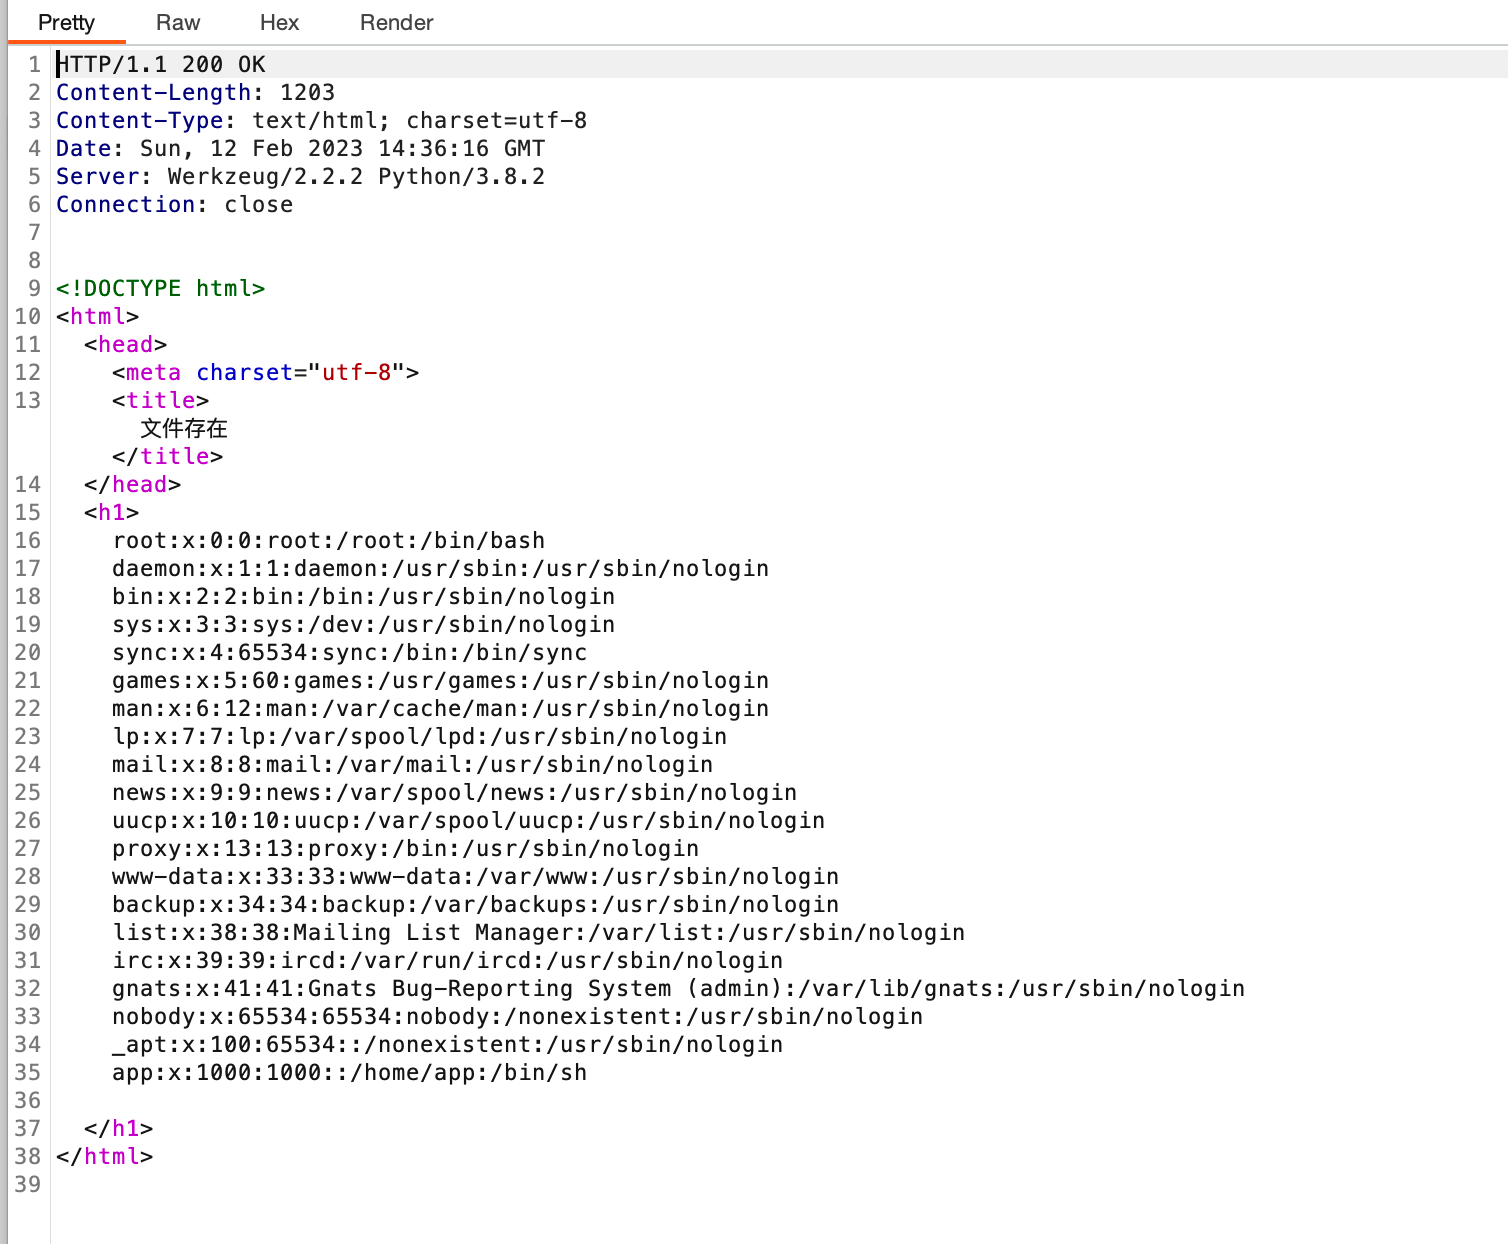 Pretty Raw Hex Render
1 HTTP/1.1 200 OK
2 Content-Length: 1203
3 Content-Type: text/html; charset=utf-8
4 Date: Sun, 12 Feb 2023 14:36:16 GMT
5 Server: Werkzeug/2.2.2 Python/3.8.2
6 Connection: close
7
8
9 <!DOCTYPE html>
10 <html>
11 <head>
12 <meta charset="utf-8">
13 <title>
文件存在
</title>
14 </head>
15 <h1>
16 root:x:0:0:root:/root:/bin/bash
17 daemon:x:1:1:daemon:/usr/sbin:/usr/sbin/nologin
18 bin:x:2:2:bin:/bin:/usr/sbin/nologin
19 sys:x:3:3:sys:/dev:/usr/sbin/nologin
20 sync:x:4:65534:sync:/bin:/bin/sync
21 games:x:5:60:games:/usr/games:/usr/sbin/nologin
22 man:x:6:12:man:/var/cache/man:/usr/sbin/nologin
23 lp:x:7:7:lp:/var/spool/lpd:/usr/sbin/nologin
24 mail:x:8:8:mail:/var/mail:/usr/sbin/nologin
25 news:x:9:9:news:/var/spool/news:/usr/sbin/nologin
26 uucp:x:10:10:uucp:/var/spool/uucp:/usr/sbin/nologin
27 proxy:x:13:13:proxy:/bin:/usr/sbin/nologin
28 www-data:x:33:33:www-data:/var/www:/usr/sbin/nologin
29 backup:x:34:34:backup:/var/backups:/usr/sbin/nologin
30 list:x:38:38:Mailing List Manager:/var/list:/usr/sbin/nologin
31 irc:x:39:39:ircd:/var/run/ircd:/usr/sbin/nologin
32 gnats:x:41:41:Gnats Bug-Reporting System (admin):/var/lib/gnats:/usr/sbin/nologin
33 nobody:x:65534:65534:nobody:/nonexistent:/usr/sbin/nologin
34 _apt:x:100:65534::/nonexistent:/usr/sbin/nologin
35 app:x:1000:1000::/home/app:/bin/sh
36
37 </h1>
38 </html>
39